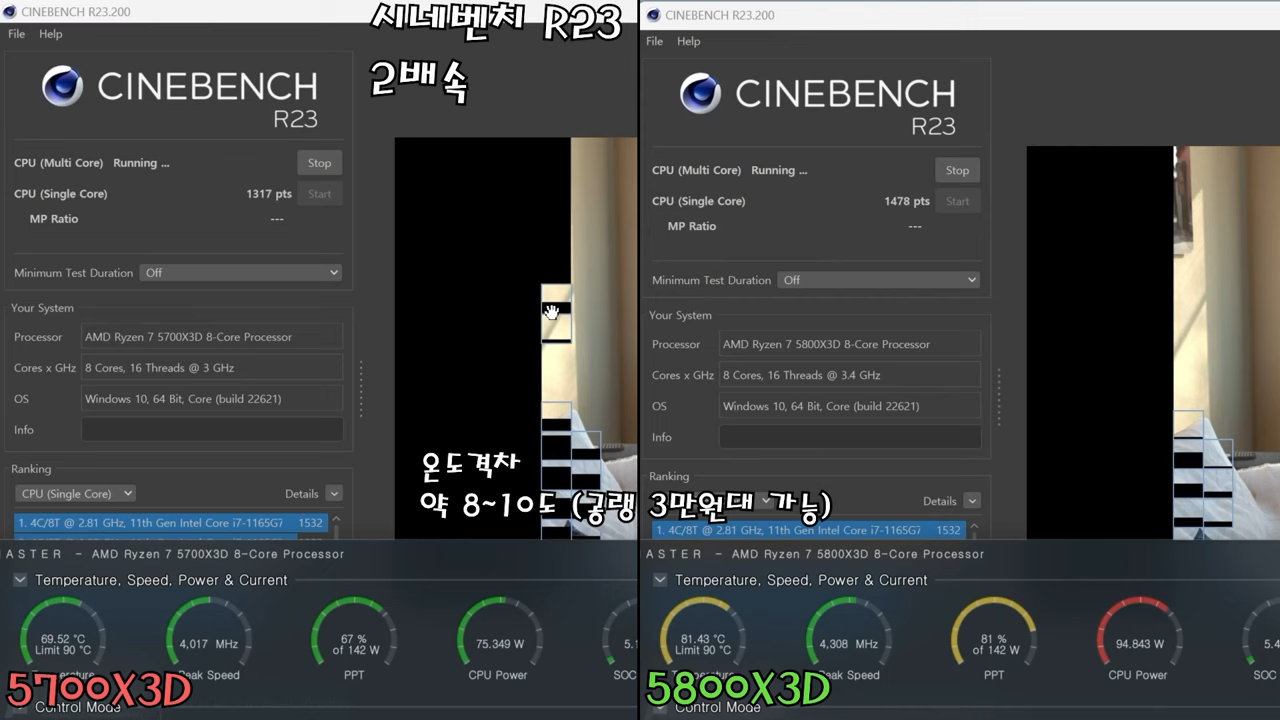 CINEBENCH R23.200
File Help
CINEBENCH
R23
CPU (Multi Core) Running ... Stop
CPU (Single Core) 1317 pts Start
MP Ratio ---
Minimum Test Duration Off
Your System
Processor AMD Ryzen 7 5700X3D 8-Core Processor
Cores x GHz 8 Cores, 16 Threads @ 3 GHz
OS Windows 10, 64 Bit, Core (build 22621)
Info
Ranking
CPU (Single Core) Details
1. 4C/8T @ 2.81 GHz, 11th Gen Intel Core i7-1165G7 1532
시네벤치 R23
2배속
CINEBENCH R23.200
File Help
CINEBENCH
R23
CPU (Multi Core) Running ... Stop
CPU (Single Core) 1478 pts Start
MP Ratio ---
Minimum Test Duration Off
Your System
Processor AMD Ryzen 7 5800X3D 8-Core Processor
Cores x GHz 8 Cores, 16 Threads @ 3.4 GHz
OS Windows 10, 64 Bit, Core (build 22621)
Info
Ranking
Details
1. 4C/8T @ 2.81 GHz, 11th Gen Intel Core i7-1165G7 1532
온도격차
약 8~10도 (공랭 3만원대 가능)
ASTER - AMD Ryzen 7 5700X3D 8-Core Processor
Temperature, Speed, Power & Current
69.52 °C
Limit 90 °C
4,017 MHz
Peak Speed
67 %
of 142 W
PPT
75.349 W
CPU Power
5.1
SOC
5700X3D
Control Mode
ASTER - AMD Ryzen 7 5800X3D 8-Core Processor
Temperature, Speed, Power & Current
81.43 °C
Limit 90 °C
4,308 MHz
Peak Speed
81 %
of 142 W
PPT
94.843 W
CPU Power
5.4
SOC
5800X3D
Control Mode